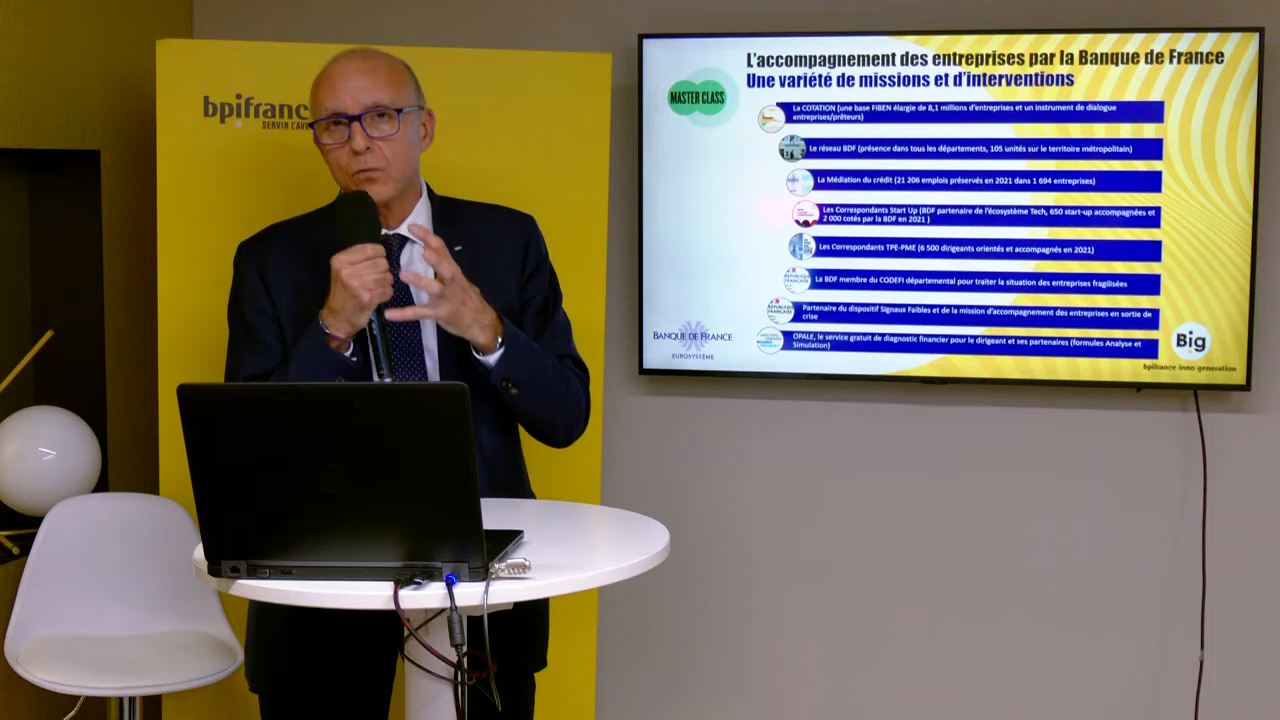 bpifranc
SERVIR L'AVE
L'accompagnement des entreprises par la Banque de France
Une variété de missions et d'interventions
MASTER CLASS
La COTATION (une base FIBEN élargie de 8,1 millions d'entreprises et un instrument de dialogue
entreprises/prêteurs)
Le réseau BDF (présence dans tous les départements, 105 unités sur le territoire métropolitain)
La Médiation du crédit (21 206 emplois préservés en 2021 dans 1 694 entreprises)
Les Correspondants Start Up (BDF partenaire de l'écosystème Tech, 650 start-up accompagnées et
2 000 cotés par la BDF en 2021 )
Les Correspondants TPE-PME (6 500 dirigeants orientés et accompagnés en 2021)
La BDF membre du CODEFI départemental pour traiter la situation des entreprises fragilisées
RÉPUBLIQUE
FRANÇAISE
Partenaire du dispositif Signaux Faibles et de la mission d'accompagnement des entreprises en sortie de
crise
RÉPUBLIQUE
FRANÇAISE
OPALE, le service gratuit de diagnostic financier pour le dirigeant et ses partenaires (formules Analyse et
Simulation)
BANQUE DE FRANCE
EUROSYSTÈME
Big
bpifrance inno generation